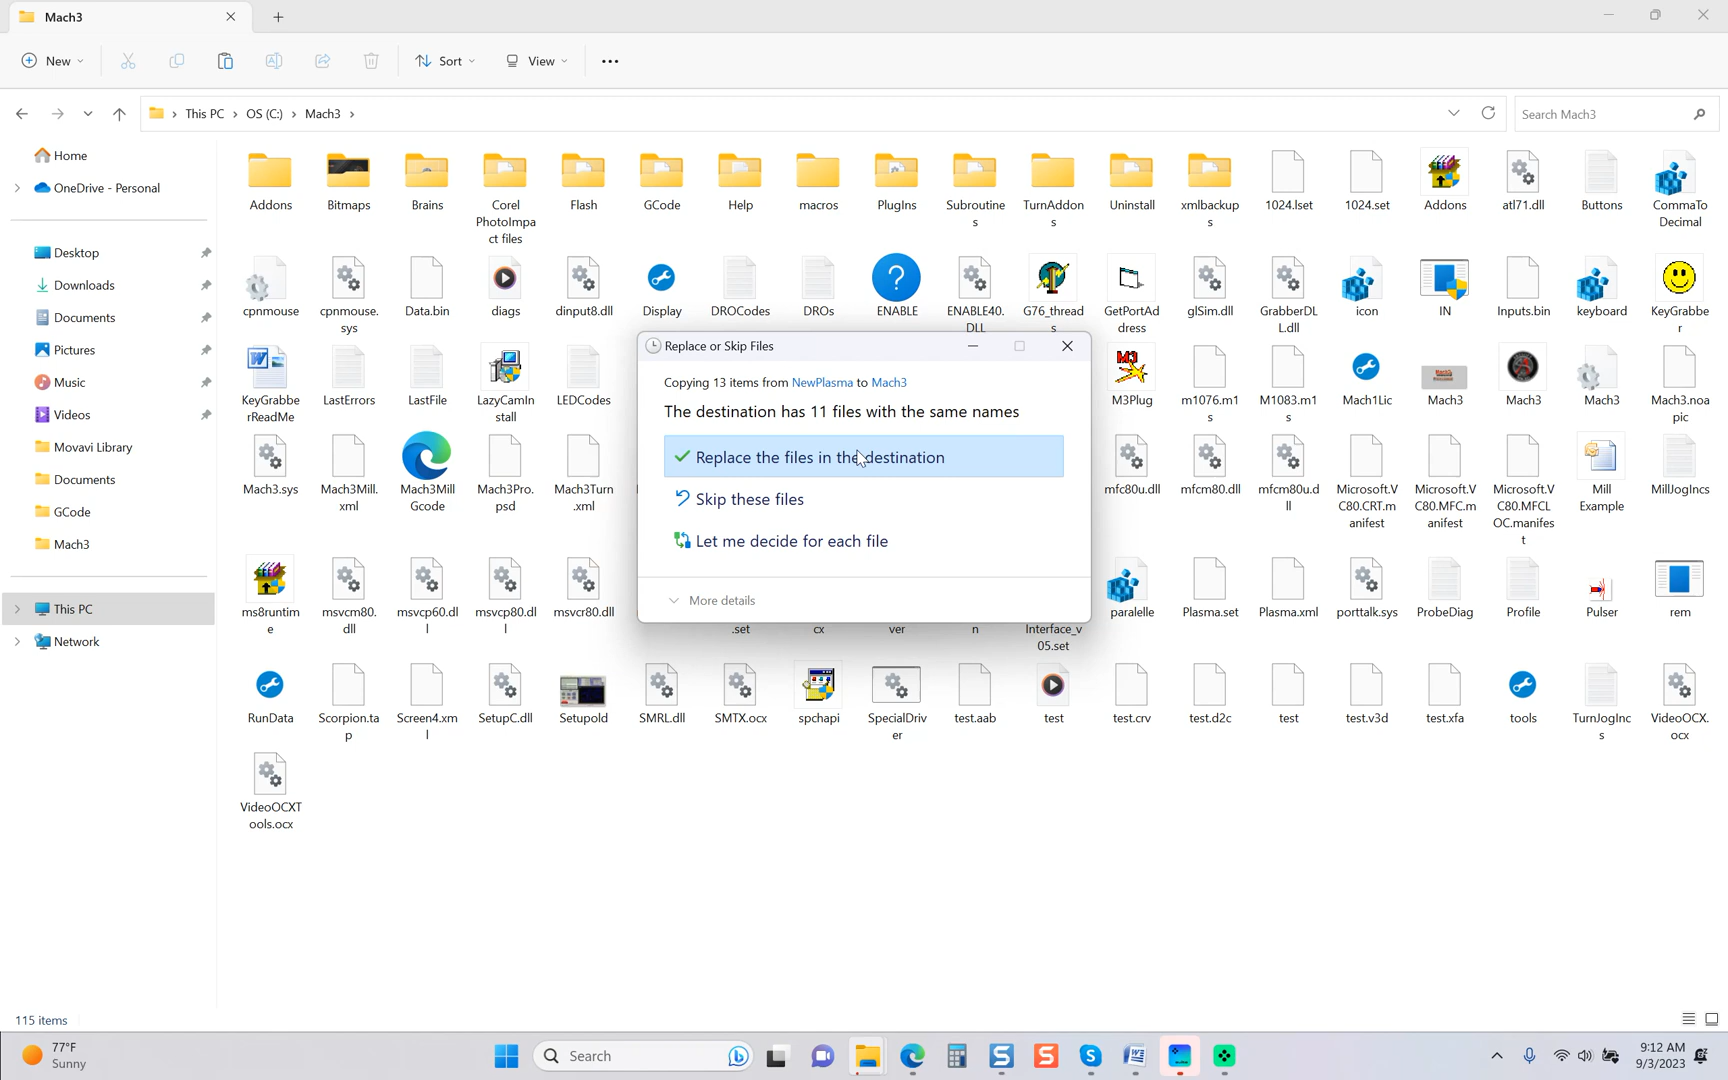 Mach3
New
Sort
View
This PC
OS (C:)
Mach3
Search Mach3
Home
OneDrive - Personal
Desktop
Downloads
Documents
Pictures
Music
Videos
Movavi Library
Documents
GCode
Mach3
This PC
Network
Addons
Bitmaps
Brains
Corel
PhotoImpa
ct files
Flash
GCode
Help
macros
PlugIns
Subroutine
s
TurnAddon
s
Uninstall
xmlbackup
s
1024.lset
1024.set
Addons
atl71.dll
Buttons
CommaTo
Decimal
cpnmouse
cpnmouse.
sys
Data.bin
diags
dinput8.dll
Display
DROCodes
DROs
ENABLE
ENABLE40.
DLL
G76_thread
s
GetPortAd
dress
glSim.dll
GrabberDL
L.dll
icon
IN
Inputs.bin
keyboard
KeyGrabbe
r
KeyGrabbe
rReadMe
LastErrors
LastFile
LazyCamIn
stall
LEDCodes
M3Plug
m1076.m1
s
M1083.m1
s
Mach1Lic
Mach3
Mach3
Mach3
Mach3.noa
pic
Mach3.sys
Mach3Mill.
xml
Mach3Mill
Gcode
Mach3Pro.
psd
Mach3Turn
.xml
mfc80u.dll
mfcm80.dll
mfcm80u.d
ll
Microsoft.V
C80.CRT.m
anifest
Microsoft.V
C80.MFC.m
anifest
Microsoft.V
C80.MFCL
OC.manifes
t
Mill
Example
MillJogIncs
ms8runtim
e
msvcm80.
dll
msvcp60.dl
l
msvcp80.dl
l
msvcr80.dll
.set
cx
ver
n
Interface_v
05.set
paralelle
Plasma.set
Plasma.xml
porttalk.sys
ProbeDiag
Profile
Pulser
rem
RunData
Scorpion.ta
p
Screen4.xm
l
SetupC.dll
Setupold
SMRL.dll
SMTX.ocx
spchapi
SpecialDriv
er
test.aab
test
test.crv
test.d2c
test
test.v3d
test.xfa
tools
TurnJogInc
s
VideoOCX.
ocx
VideoOCXT
ools.ocx
Replace or Skip Files
Copying 13 items from NewPlasma to Mach3
The destination has 11 files with the same names
Replace the files in the destination
Skip these files
Let me decide for each file
More details
115 items
77°F
Sunny
Search
9:12 AM
9/3/2023